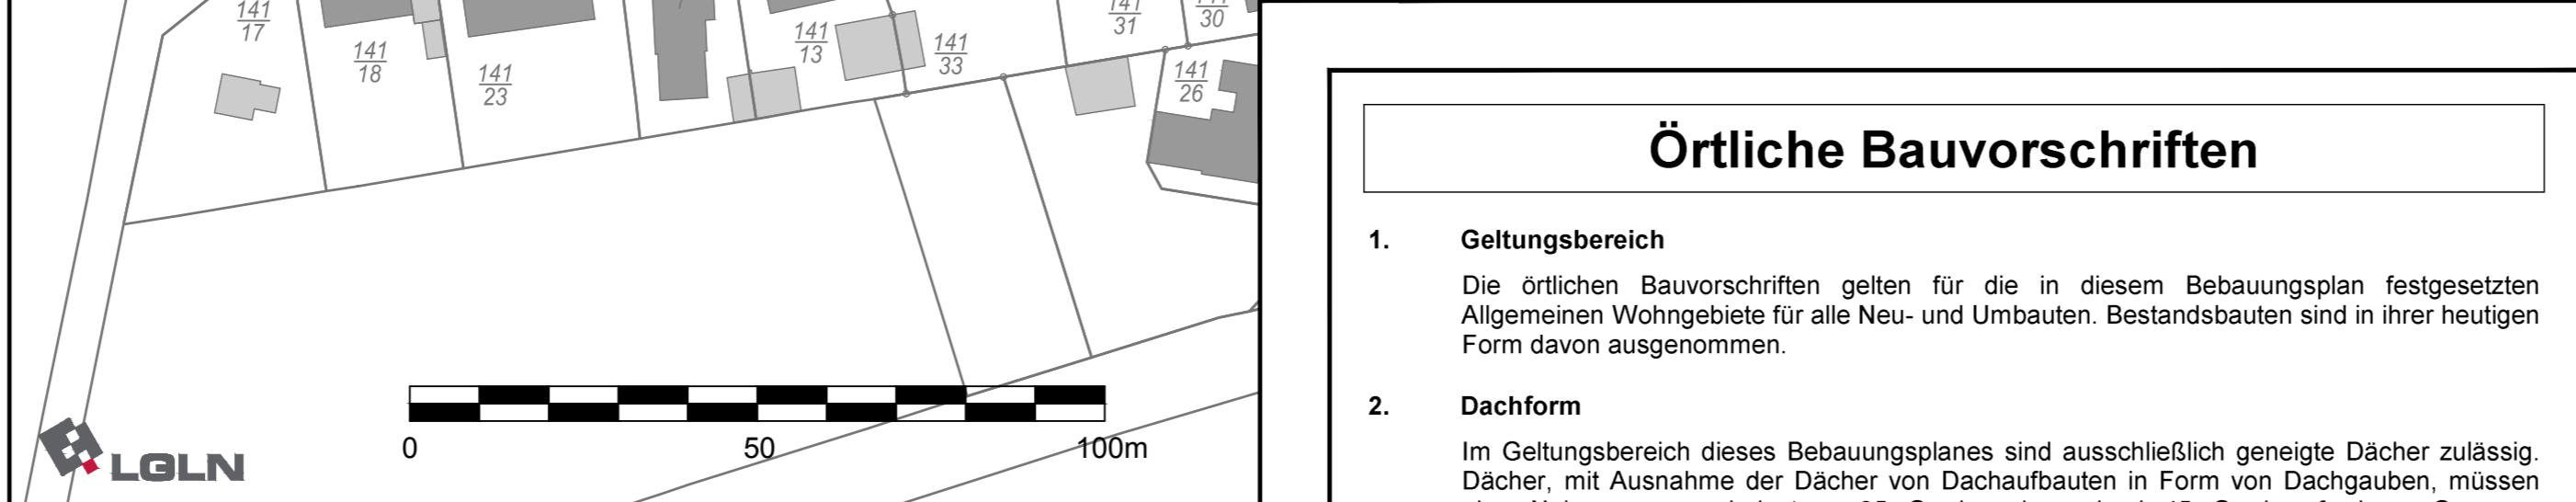 141
17
141
18
141
23
141
13
141
33
141
31
30
141
26
0 50 100m
LGLN
Örtliche Bauvorschriften
1. Geltungsbereich
Die örtlichen Bauvorschriften gelten für die in diesem Bebauungsplan festgesetzten
Allgemeinen Wohngebiete für alle Neu- und Umbauten. Bestandsbauten sind in ihrer heutigen
Form davon ausgenommen.
2. Dachform
Im Geltungsbereich dieses Bebauungsplanes sind ausschließlich geneigte Dächer zulässig.
Dächer, mit Ausnahme der Dächer von Dachaufbauten in Form von Dachgauben, müssen